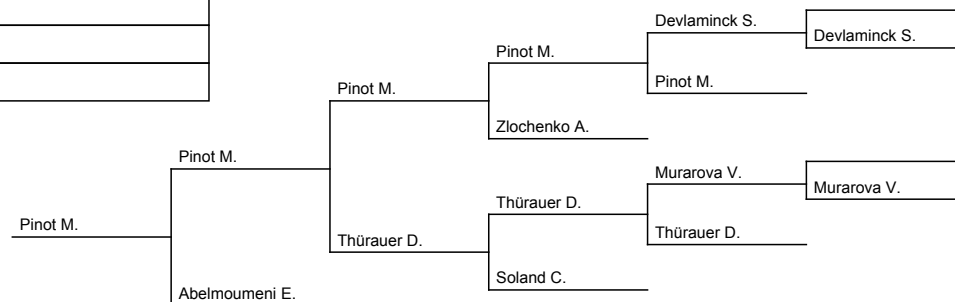 Devlaminck S.
Devlaminck S.
Pinot M.
Pinot M.
Pinot M.
Zlochenko A.
Pinot M.
Murarova V.
Murarova V.
Thürauer D.
Pinot M.
Thürauer D.
Thürauer D.
Soland C.
Abelmoumeni E.